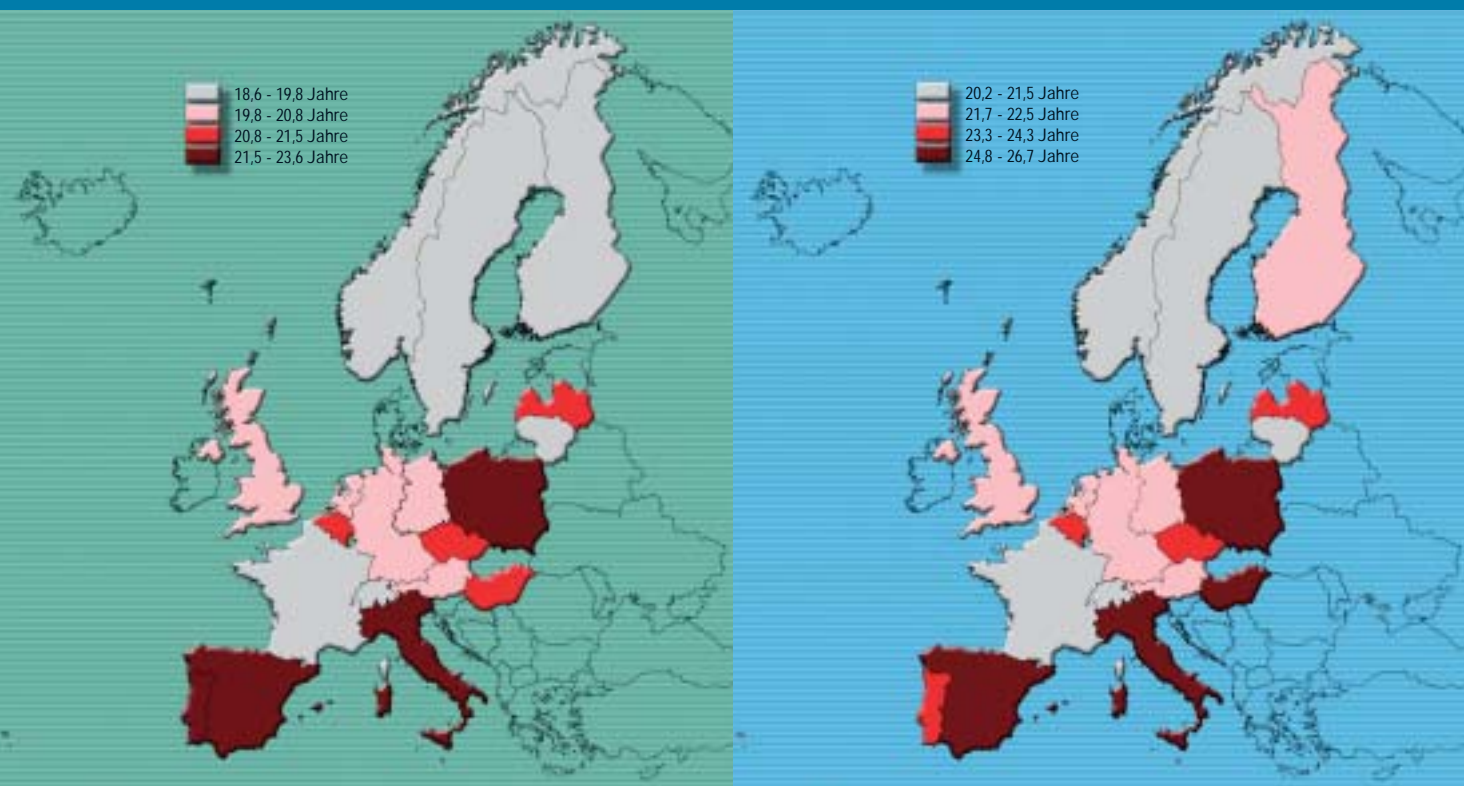 18,6 - 19,8 Jahre
19,8 - 20,8 Jahre
20,8 - 21,5 Jahre
21,5 - 23,6 Jahre
20,2 - 21,5 Jahre
21,7 - 22,5 Jahre
23,3 - 24,3 Jahre
24,8 - 26,7 Jahre